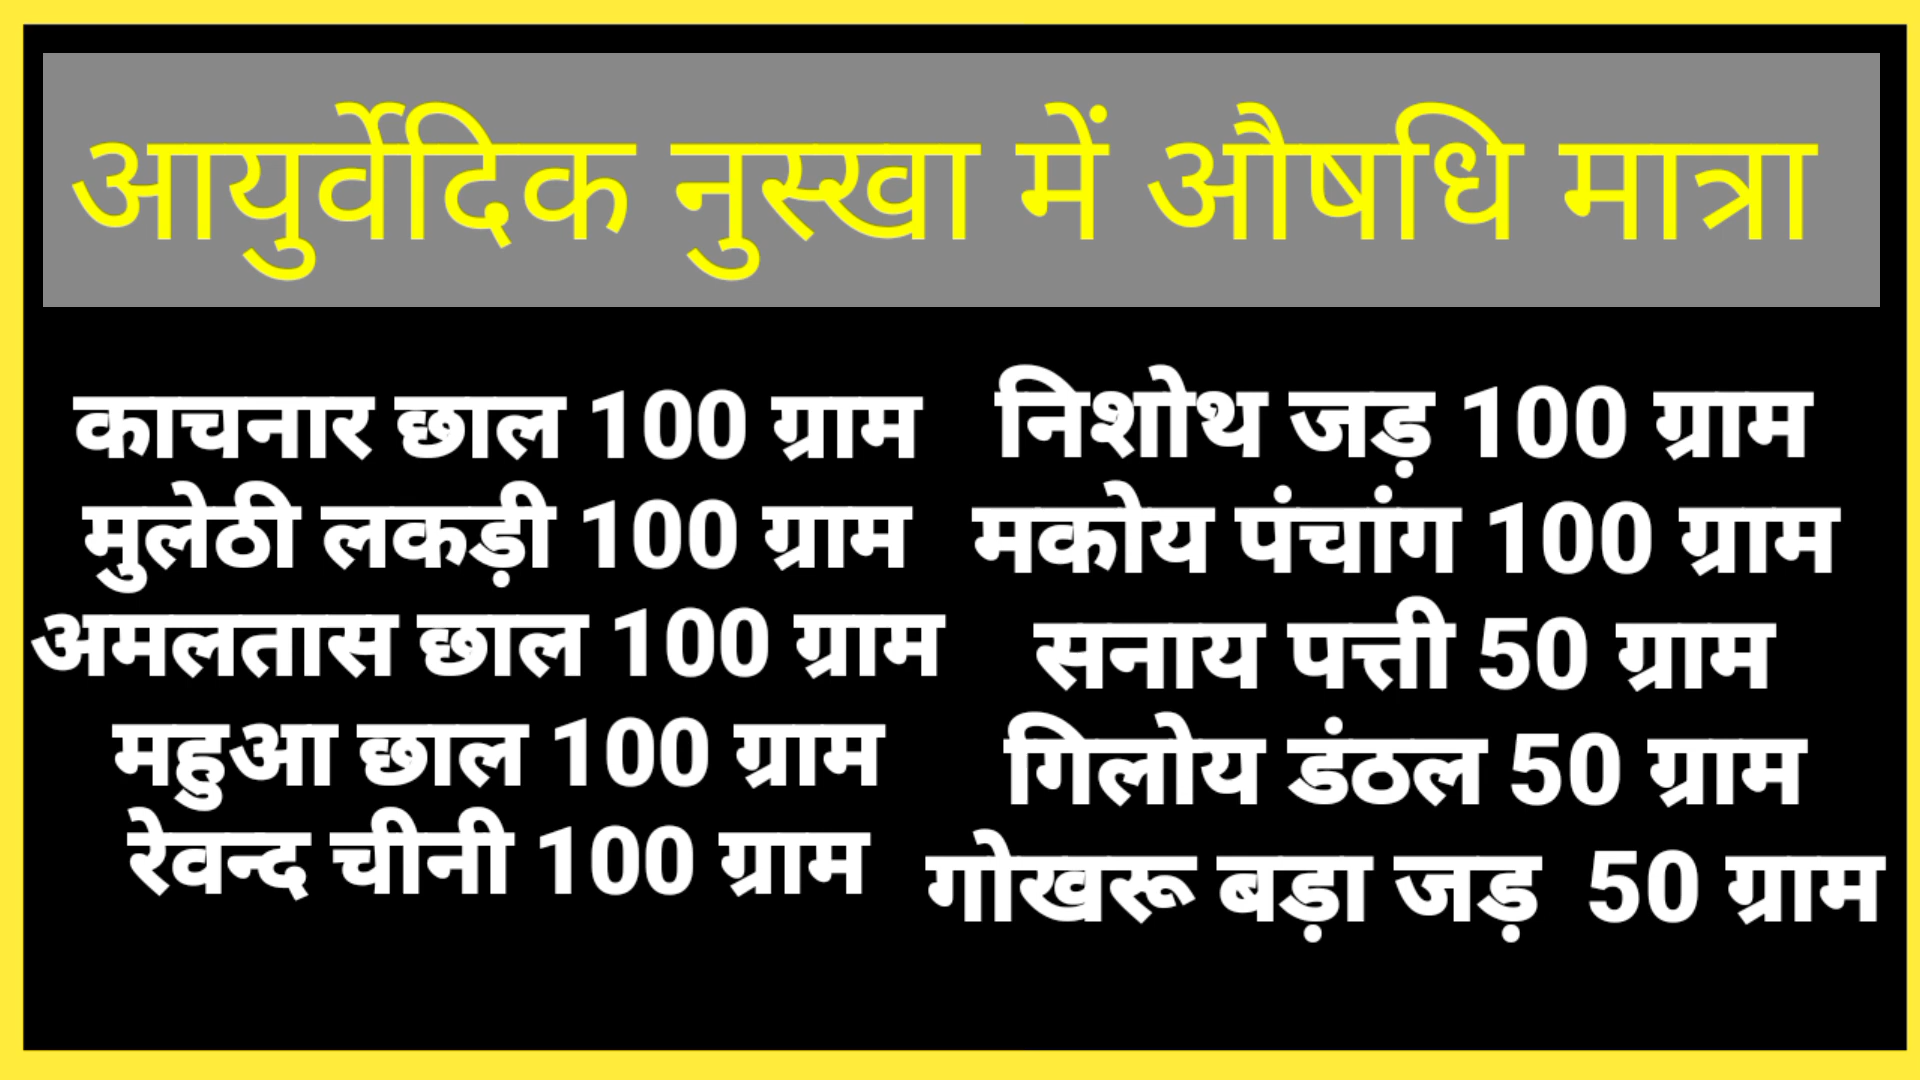 आयुर्वेदिक नुस्खा में औषधि मात्रा
काचनार छाल 100 ग्राम
मुलेठी लकड़ी 100 ग्राम
अमलतास छाल 100 ग्राम
महुआ छाल 100 ग्राम
रेवन्द चीनी 100 ग्राम
निशोथ जड़ 100 ग्राम
मकोय पंचांग 100 ग्राम
सनाय पत्ती 50 ग्राम
गिलोय डंठल 50 ग्राम
गोखरू बड़ा जड़ 50 ग्राम